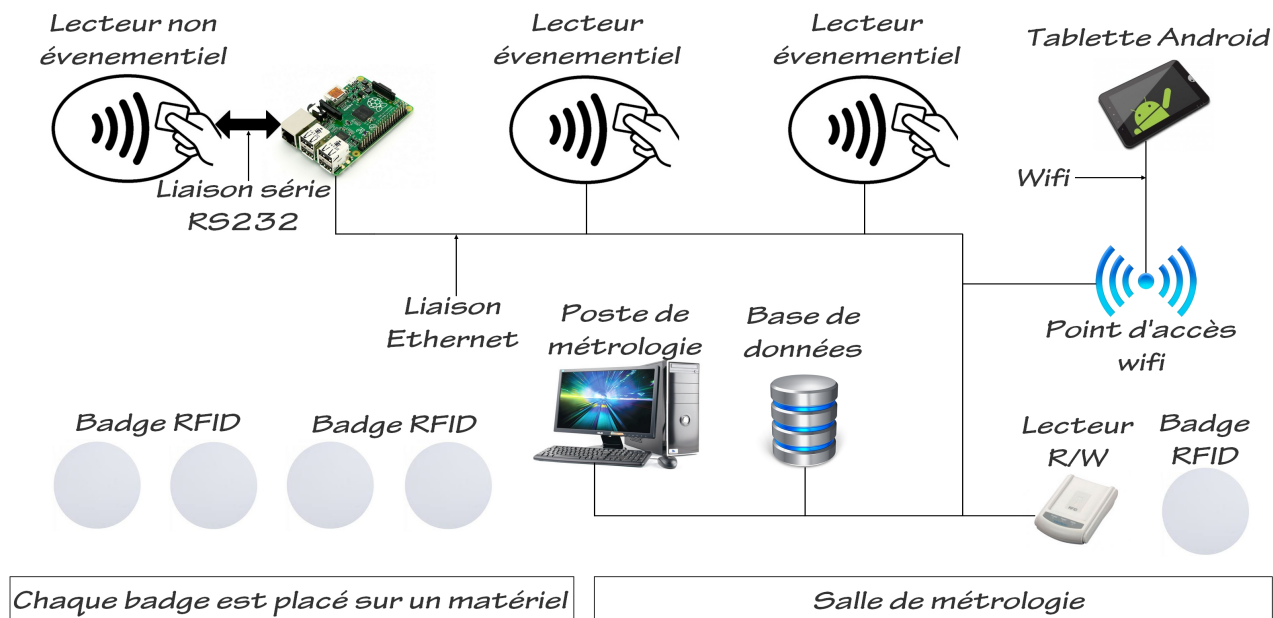 Lecteur non
évenementiel
Lecteur
évenementiel
Lecteur
évenementiel
Tablette Android
Liaison série
RS232
Wifi
Liaison
Ethernet
Poste de
métrologie
Base de
données
Point d'accès
wifi
Badge RFID
Badge RFID
Lecteur
R/W
Badge
RFID
Chaque badge est placé sur un matériel
Salle de métrologie